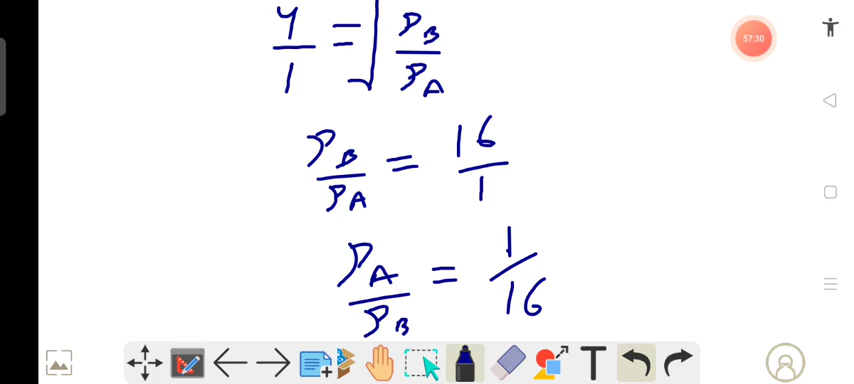 4/1 = √(ρB/ρA)
ρB/ρA = 16/1
ρA/ρB = 1/16
57:30
T